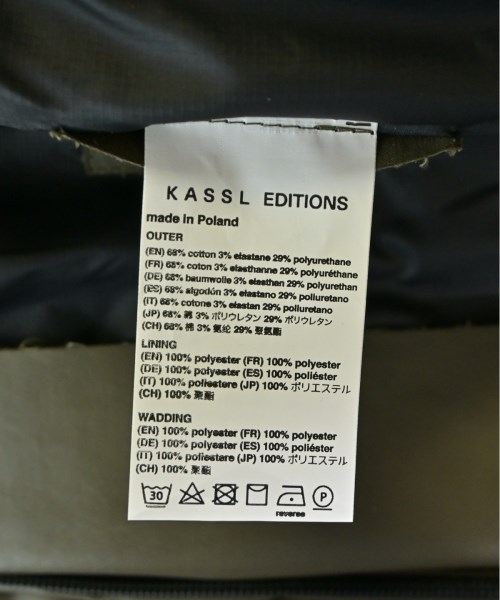 KASSL EDITIONS
made in Poland
OUTER
(EN) 68% cotton 3% elastane 29% polyurethane
(FR) 68% coton 3% elasthanne 29% polyuréthane
(DE) 68% baumwolle 3% elasthan 29% polyurethan
(ES) 68% algodón 3% elastano 29% poliuretano
(IT) 68% cotone 3% elastan 29% poliuretano
(JP) 68% 綿 3% ポリウレタン 29% ポリウレタン
(CH) 68% 棉 3% 氨纶 29% 聚氨酯
LINING
(EN) 100% polyester (FR) 100% polyester
(DE) 100% polyester (ES) 100% poliéster
(IT) 100% poliestere (JP) 100% ポリエステル
(CH) 100% 聚酯
WADDING
(EN) 100% polyester (FR) 100% polyester
(DE) 100% polyester (ES) 100% poliéster
(IT) 100% poliestere (JP) 100% ポリエステル
(CH) 100% 聚酯
30 P
reverse